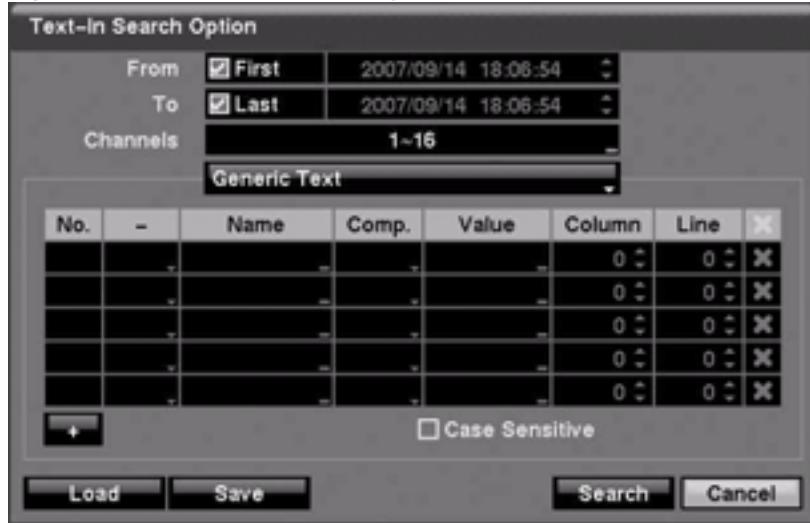 Text-In Search Option
From First 2007/09/14 18:06:54
To Last 2007/09/14 18:06:54
Channels 1~16
Generic Text
No. - Name Comp. Value Column Line
0 0
0 0
0 0
0 0
0 0
+ Case Sensitive
Load Save Search Cancel